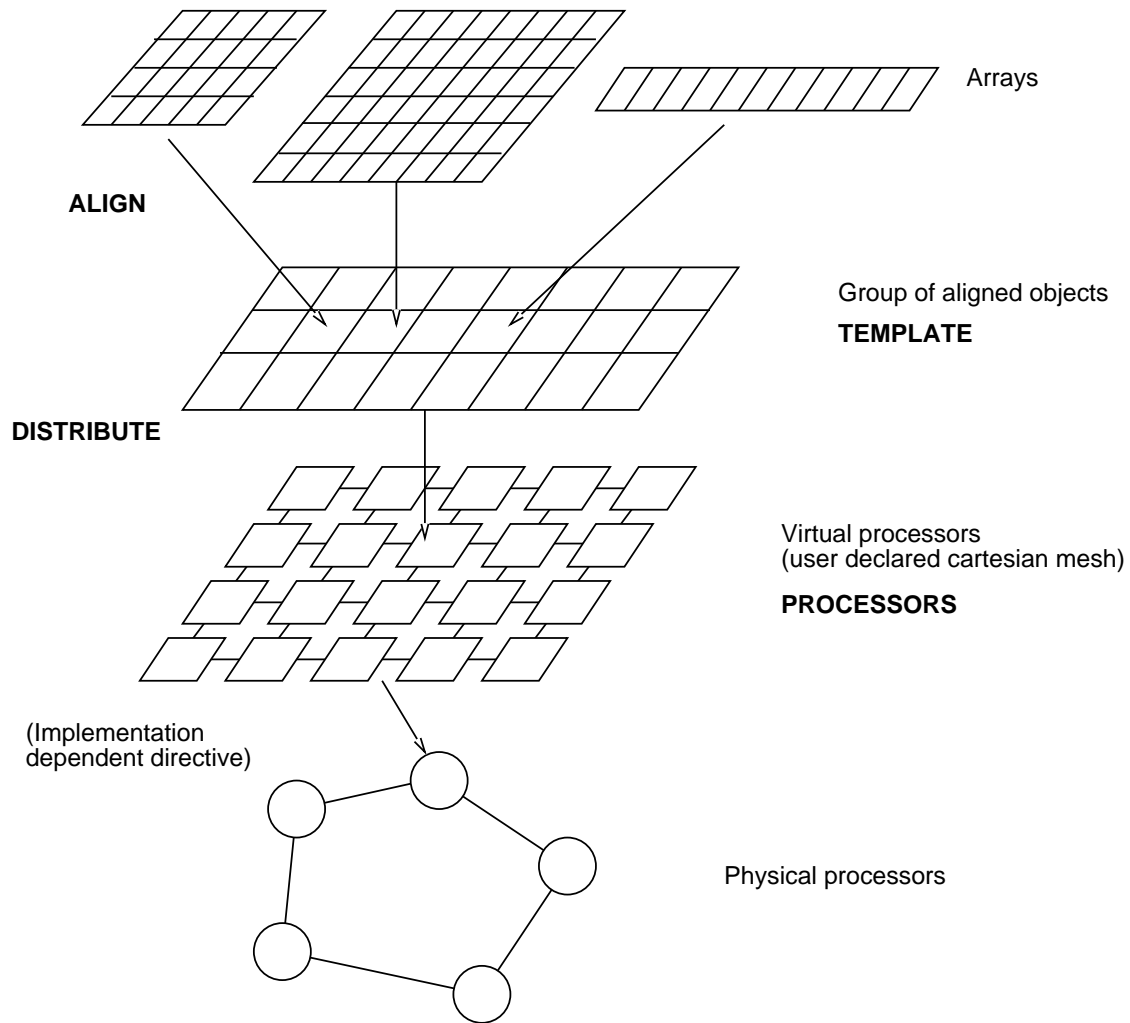 Arrays
ALIGN
Group of aligned objects
TEMPLATE
DISTRIBUTE
Virtual processors
(user declared cartesian mesh)
PROCESSORS
(Implementation
dependent directive)
Physical processors